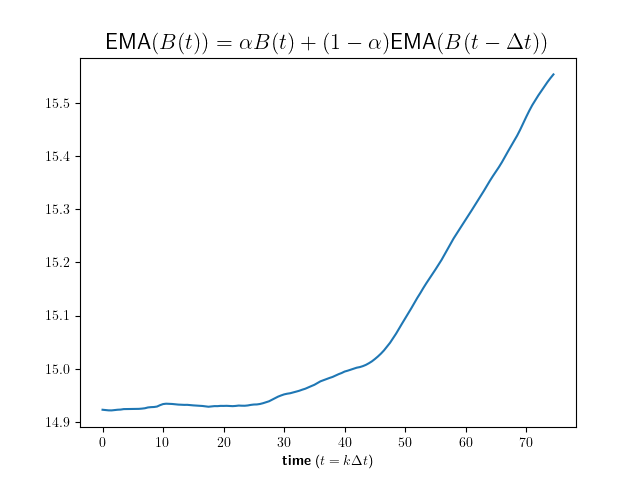 EMA(B(t)) = αB(t) + (1 − α)EMA(B(t − Δt))
15.5
15.4
15.3
15.2
15.1
15.0
14.9
0 10 20 30 40 50 60 70
time (t = kΔt)